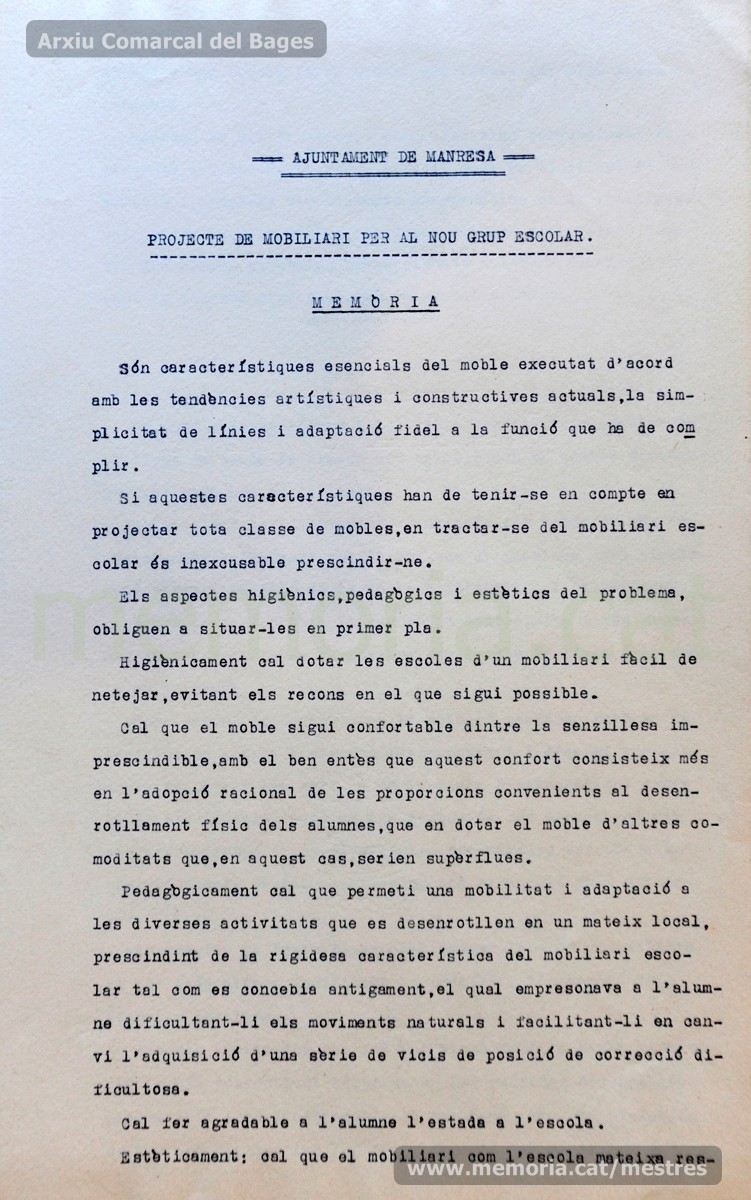 Arxiu Comarcal del Bages
== AJUNTAMENT DE MANRESA ==
PROJECTE DE MOBILIARI PER AL NOU GRUP ESCOLAR.
M E M Ò R I A
Són característiques esencials del moble executat d'acord
amb les tendències artístiques i constructives actuals,la sim-
plicitat de línies i adaptació fidel a la funció que ha de com
plir.
Si aquestes característiques han de tenir-se en compte en
projectar tota classe de mobles,en tractar-se del mobiliari es-
colar és inexcusable prescindir-ne.
Els aspectes higiènics,pedagògics i estètics del problema,
obliguen a situar-les en primer pla.
Higiènicament cal dotar les escoles d'un mobiliari fàcil de
netejar,evitant els recons en el que sigui possible.
Cal que el moble sigui confortable dintre la senzillesa im-
prescindible,amb el ben entès que aquest confort consisteix més
en l'adopció racional de les proporcions convenients al desen-
rotllament físic dels alumnes,que en dotar el moble d'altres co-
moditats que,en aquest cas,serien supèrflues.
Pedagògicament cal que permeti una mobilitat i adaptació a
les diverses activitats que es desenrotllen en un mateix local,
prescindint de la rigidesa característica del mobiliari esco-
lar tal com es concebia antigament,el qual empresonava a l'alum-
ne dificultant-li els moviments naturals i facilitant-li en can-
vi l'adquisició d'una sèrie de vicis de posició de correcció di-
ficultosa.
Cal fer agradable a l'alumne l'estada a l'escola.
Estèticament: cal que el mobiliari com l'escola mateixa res-
www.memoria.cat/mestres